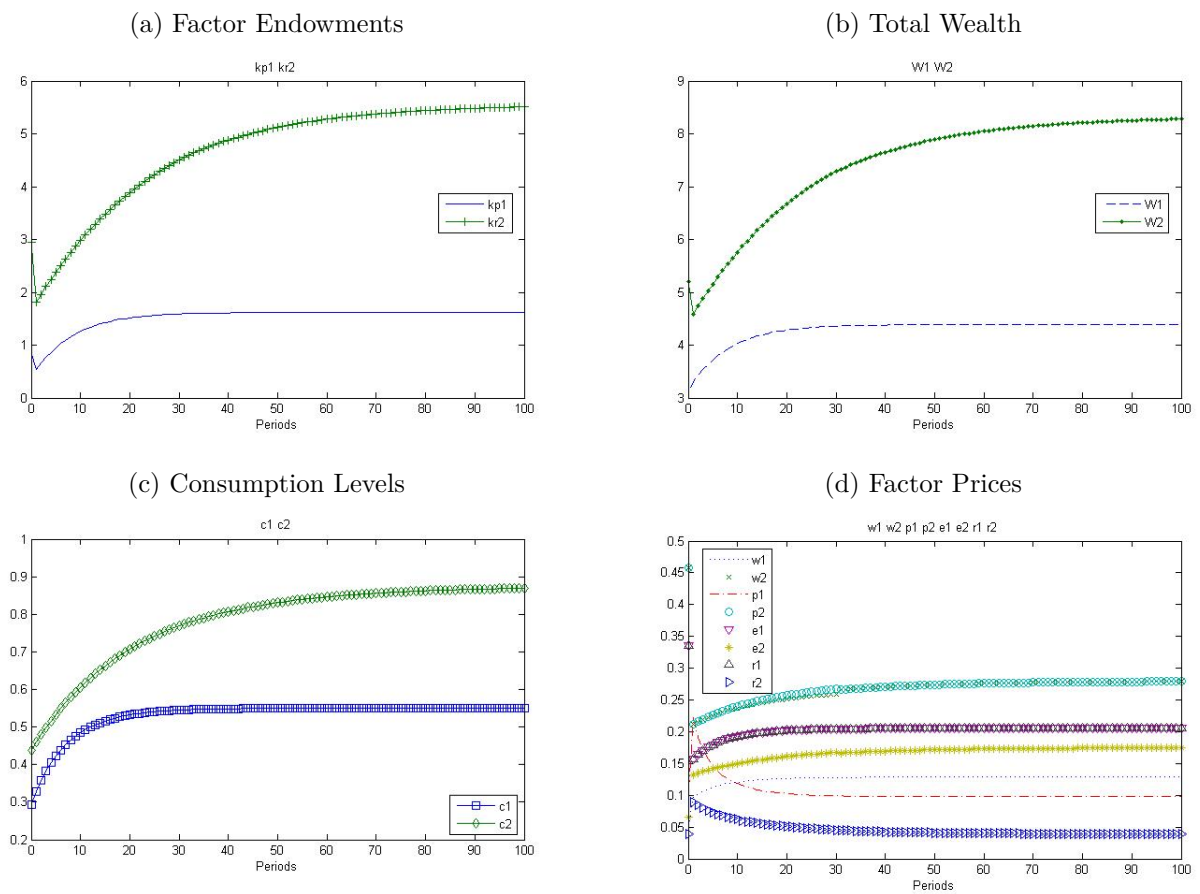 (a) Factor Endowments
kp1 kr2
6
5
4
3
2
1
0
kp1
kr2
0 10 20 30 40 50 60 70 80 90 100
Periods
(b) Total Wealth
W1 W2
9
8
7
6
5
4
3
W1
W2
0 10 20 30 40 50 60 70 80 90 100
Periods
(c) Consumption Levels
c1 c2
1
0.9
0.8
0.7
0.6
0.5
0.4
0.3
0.2
c1
c2
0 10 20 30 40 50 60 70 80 90 100
Periods
(d) Factor Prices
w1 w2 p1 p2 e1 e2 r1 r2
0.5
0.45
0.4
0.35
0.3
0.25
0.2
0.15
0.1
0.05
0
w1
w2
p1
p2
e1
e2
r1
r2
0 10 20 30 40 50 60 70 80 90 100
Periods